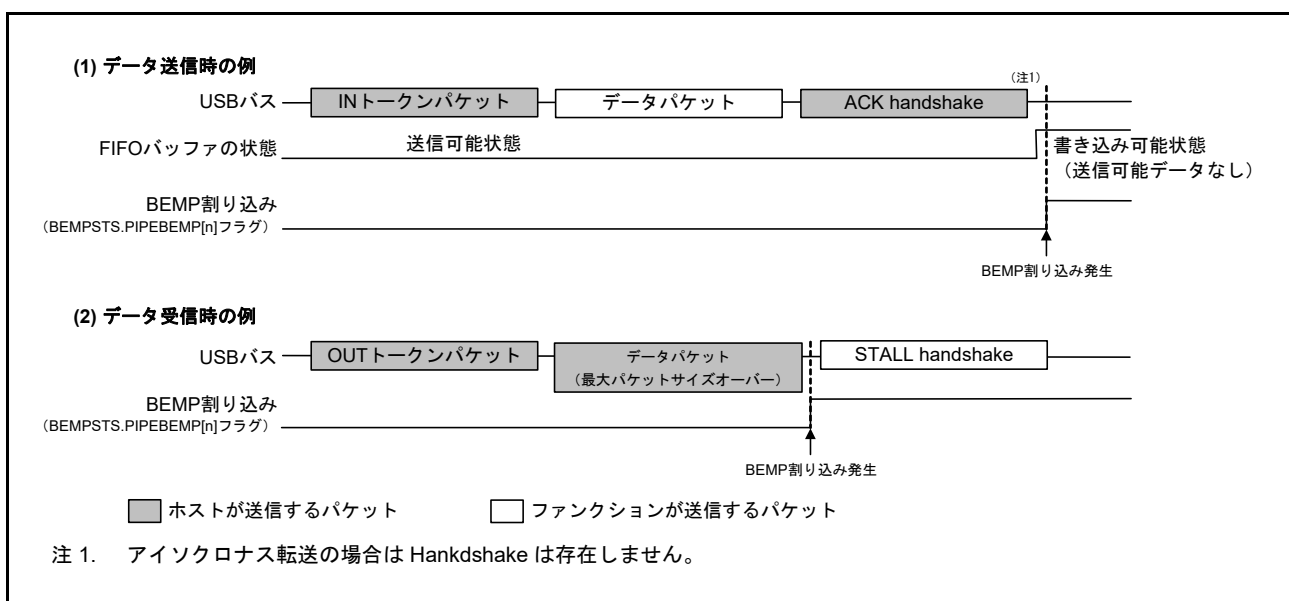 (1) データ送信時の例
(注1)
USBバス INトークンパケット データパケット ACK handshake
FIFOバッファの状態 送信可能状態 書き込み可能状態
（送信可能データなし）
BEMP割り込み
（BEMPSTS.PIPEBEMP[n]フラグ）
BEMP割り込み発生
(2) データ受信時の例
USBバス OUTトークンパケット データパケット STALL handshake
（最大パケットサイズオーバー）
BEMP割り込み
（BEMPSTS.PIPEBEMP[n]フラグ）
BEMP割り込み発生
ホストが送信するパケット ファンクションが送信するパケット
注 1. アイソクロナス転送の場合は Hankdshake は存在しません。